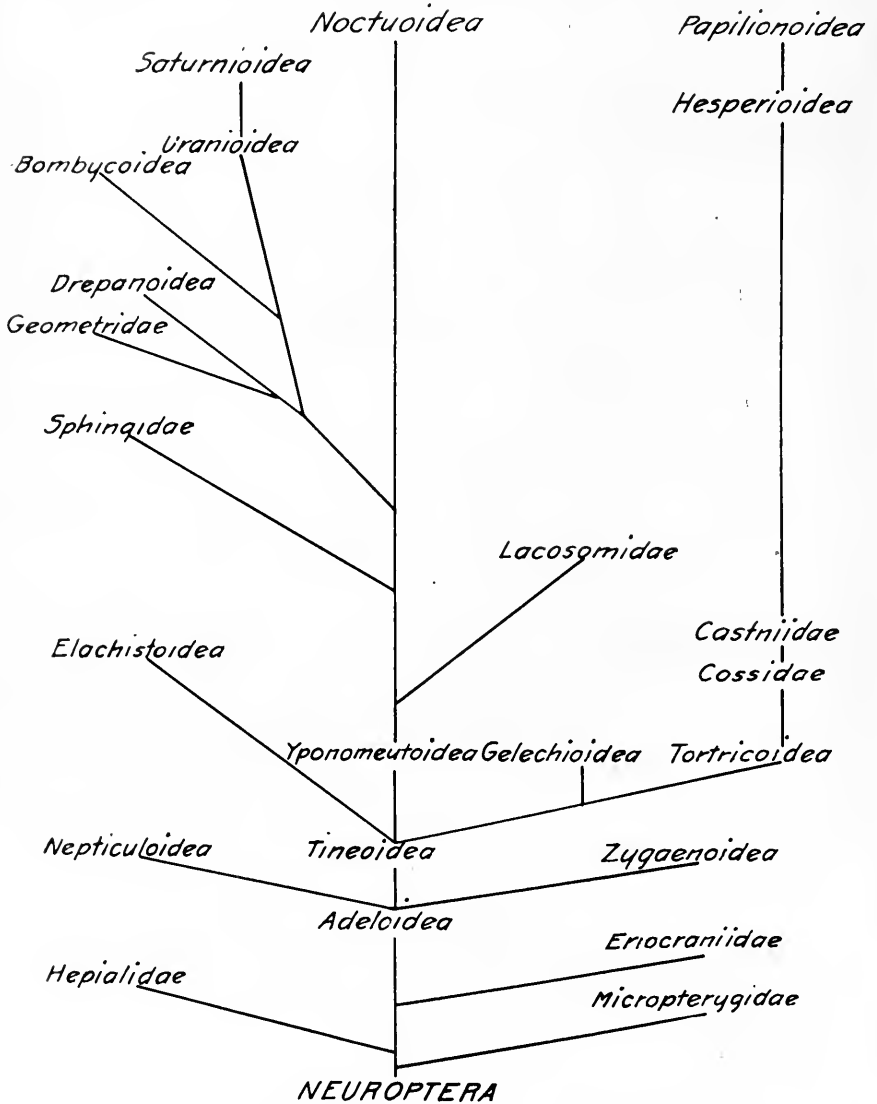 Noctuoidea
Papilionoidea
Saturnioidea
Hesperioidea
Uranioidea
Bombycoidea
Drepanoidea
Geometridae
Sphingidae
Lacosomidae
Castniidae
Elachistoidea
Cossidae
Yponomeutoidea Gelechioidea Tortricoidea
Nepticuloidea Tineoidea Zygaenoidea
Adeloidea
Eriocraniidae
Hepialidae
Micropterygidae
NEUROPTERA